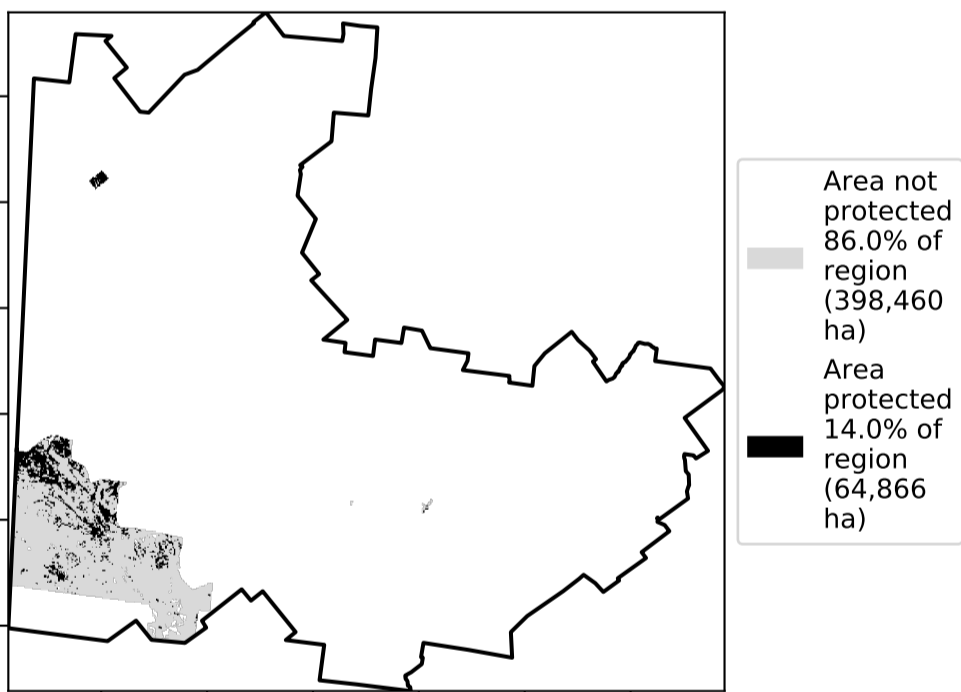 Area not
protected
86.0% of
region
(398,460
ha)
Area
protected
14.0% of
region
(64,866
ha)